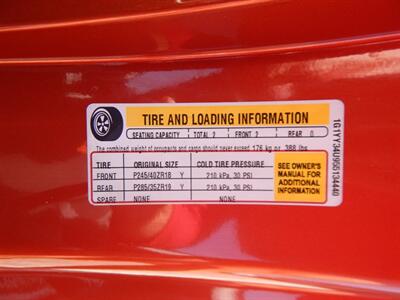 TIRE AND LOADING INFORMATION
SEATING CAPACITY TOTAL 2 FRONT 2 REAR 0
The combined weight of occupants and cargo should never exceed 176 kg or 388 lbs.
TIRE ORIGINAL SIZE COLD TIRE PRESSURE
FRONT P245/40ZR18 Y 210 kPa, 30 PSI
REAR P285/35ZR19 Y 210 kPa, 30 PSI
SPARE NONE NONE
SEE OWNER'S
MANUAL FOR
ADDITIONAL
INFORMATION
1G1YY34U955134440